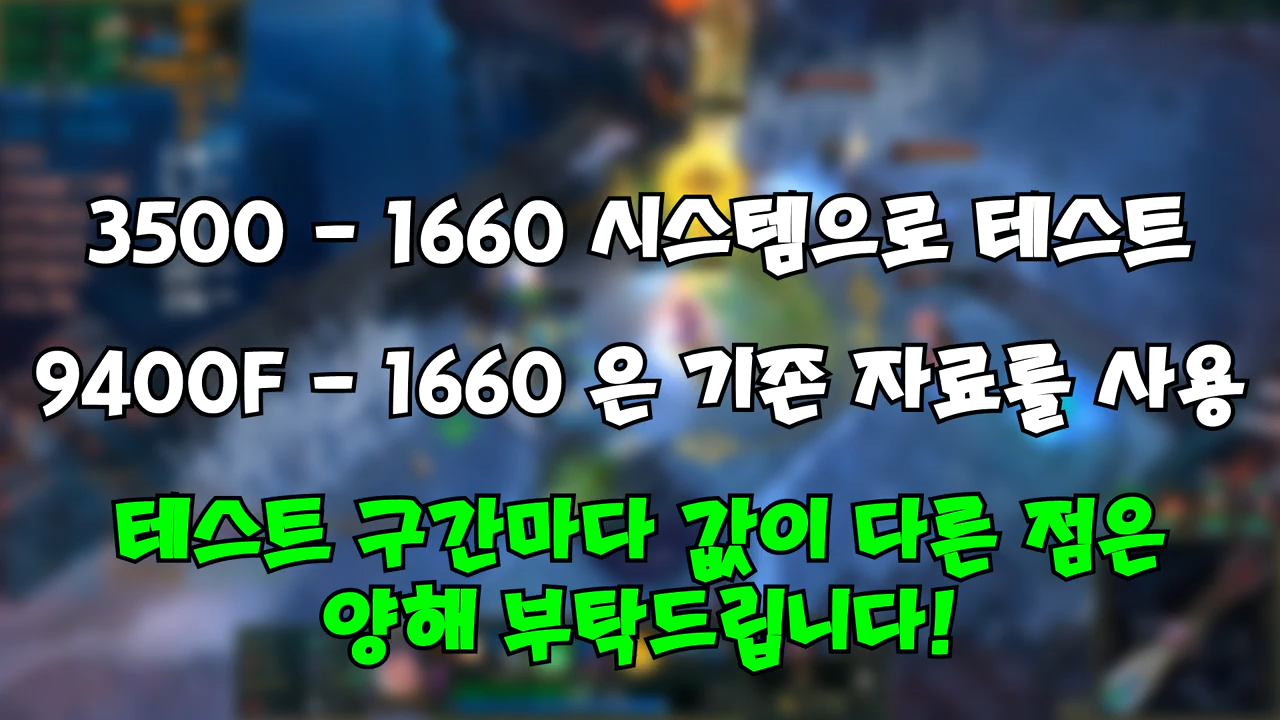 3500 - 1660 시스템으로 테스트
9400F - 1660 은 기존 자료를 사용
테스트 구간마다 값이 다른 점은
양해 부탁드립니다!